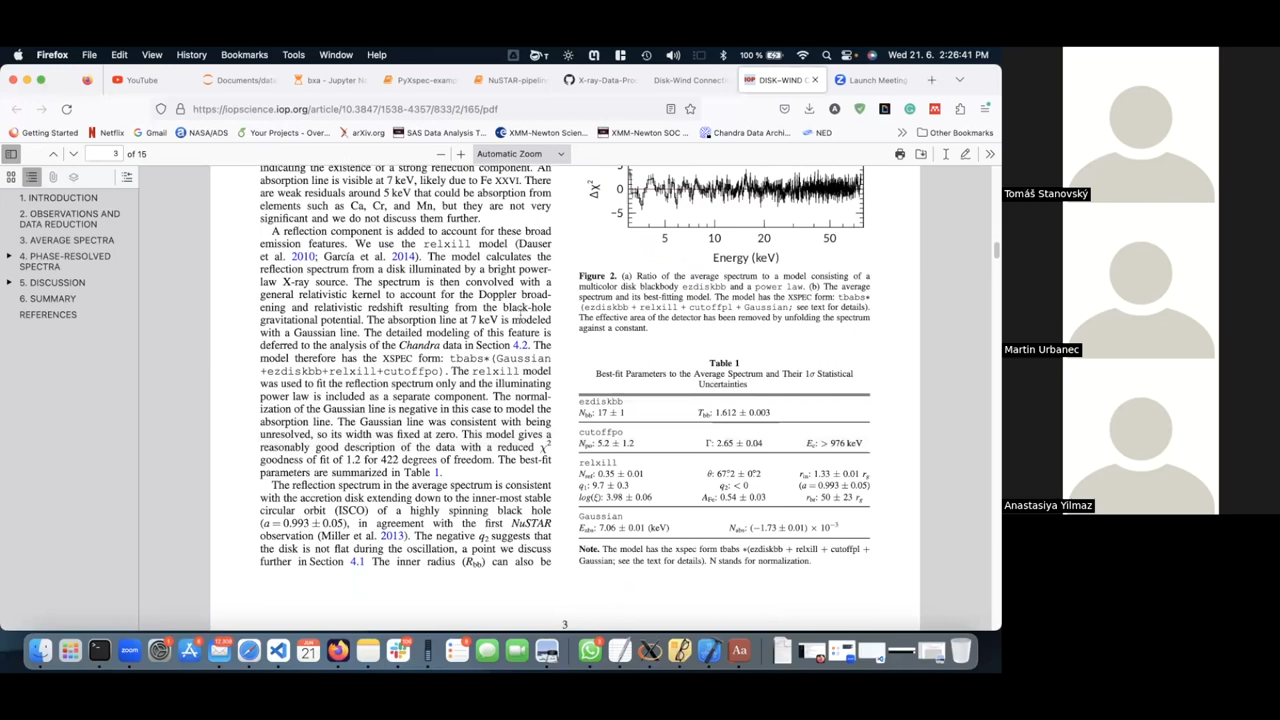 Firefox File Edit View History Bookmarks Tools Window Help 100 % Wed 21. 6. 2:26:41 PM
YouTube Documents/data bxa - Jupyter No PyXspec-exam NuSTAR-pipelin X-ray-Data-Proc Disk-Wind Connecti DISK–WIND C Launch Meeting
https://iopscience.iop.org/article/10.3847/1538-4357/833/2/165/pdf
Getting Started Netflix Gmail NASA/ADS Your Projects - Over... arXiv.org SAS Data Analysis T... XMM-Newton Scien... XMM-Newton SOC ... Chandra Data Archi... NED Other Bookmarks
3 of 15 Automatic Zoom
1. INTRODUCTION
2. OBSERVATIONS AND
DATA REDUCTION
3. AVERAGE SPECTRA
4. PHASE-RESOLVED
SPECTRA
5. DISCUSSION
6. SUMMARY
REFERENCES
indicating the existence of a strong reflection component. An
absorption line is visible at 7 keV, likely due to Fe XXVI. There
are weak residuals around 5 keV that could be absorption from
elements such as Ca, Cr, and Mn, but they are not very
significant and we do not discuss them further.
A reflection component is added to account for these broad
emission features. We use the relxill model (Dauser
et al. 2010; García et al. 2014). The model calculates the
reflection spectrum from a disk illuminated by a bright power-
law X-ray source. The spectrum is then convolved with a
general relativistic kernel to account for the Doppler broad-
ening and relativistic redshift resulting from the black-hole
gravitational potential. The absorption line at 7 keV is modeled
with a Gaussian line. The detailed modeling of this feature is
deferred to the analysis of the Chandra data in Section 4.2. The
model therefore has the XSPEC form: tbabs*(Gaussian
+ezdiskbb+relxill+cutoffpo). The relxill model
was used to fit the reflection spectrum only and the illuminating
power law is included as a separate component. The normal-
ization of the Gaussian line is negative in this case to model the
absorption line. The Gaussian line was consistent with being
unresolved, so its width was fixed at zero. This model gives a
reasonably good description of the data with a reduced χ²
goodness of fit of 1.2 for 422 degrees of freedom. The best-fit
parameters are summarized in Table 1.
The reflection spectrum in the average spectrum is consistent
with the accretion disk extending down to the inner-most stable
circular orbit (ISCO) of a highly spinning black hole
(a = 0.993 ± 0.05), in agreement with the first NuSTAR
observation (Miller et al. 2013). The negative q₂ suggests that
the disk is not flat during the oscillation, a point we discuss
further in Section 4.1 The inner radius (Rbb) can also be
Δχ² 5 0 −5
5 10 20 50
Energy (keV)
Figure 2. (a) Ratio of the average spectrum to a model consisting of a
multicolor disk blackbody ezdiskbb and a power law. (b) The average
spectrum and its best-fitting model. The model has the XSPEC form: tbabs*
(ezdiskbb + relxill + cutoffpl + Gaussian; see text for details).
The effective area of the detector has been removed by unfolding the spectrum
against a constant.
Table 1
Best-fit Parameters to the Average Spectrum and Their 1σ Statistical
Uncertainties
ezdiskbb
Nbb: 17 ± 1 Tbb: 1.612 ± 0.003
cutoffpo
Npo: 5.2 ± 1.2 Γ: 2.65 ± 0.04 Ec: > 976 keV
relxill
Nref: 0.35 ± 0.01 θ: 67°.2 ± 0°.2 rin: 1.33 ± 0.01 rg
q₁: 9.7 ± 0.3 q₂: < 0 (a = 0.993 ± 0.05)
log(ξ): 3.98 ± 0.06 AFe: 0.54 ± 0.03 rbr: 50 ± 23 rg
Gaussian
Eabs: 7.06 ± 0.01 (keV) Nabs: (−1.73 ± 0.01) × 10⁻³
Note. The model has the xspec form tbabs *(ezdiskbb + relxill + cutoffpl +
Gaussian; see the text for details). N stands for normalization.
3
Tomáš Stanovský
Martin Urbanec
Anastasiya Yilmaz
zoom
JUN
21
Aa